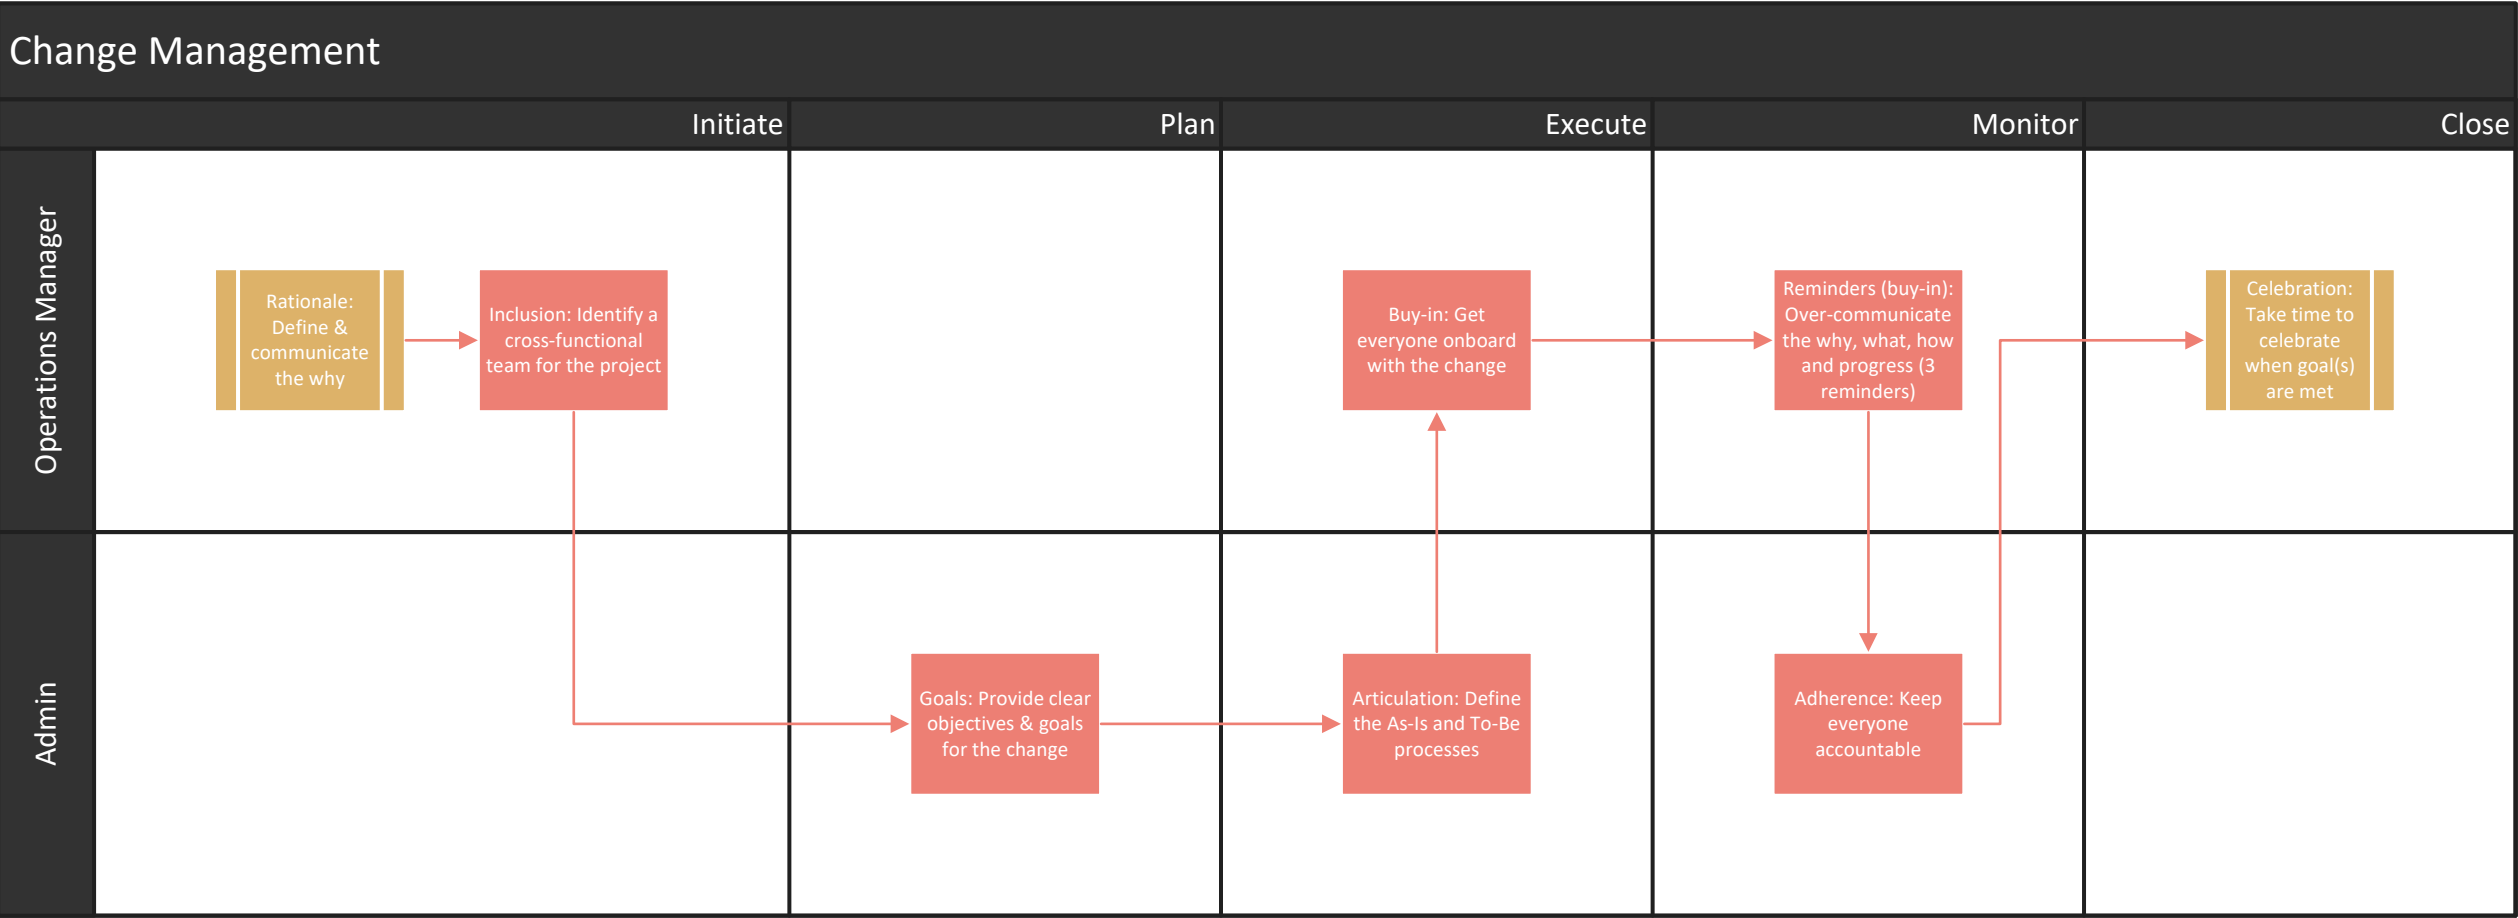 Change Management
Initiate
Plan
Execute
Monitor
Close
Operations Manager
Rationale:
Define &
communicate
the why
Inclusion: Identify a
cross-functional
team for the project
Buy-in: Get
everyone onboard
with the change
Reminders (buy-in):
Over-communicate
the why, what, how
and progress (3
reminders)
Celebration:
Take time to
celebrate
when goal(s)
are met
Admin
Goals: Provide clear
objectives & goals
for the change
Articulation: Define
the As-Is and To-Be
processes
Adherence: Keep
everyone
accountable